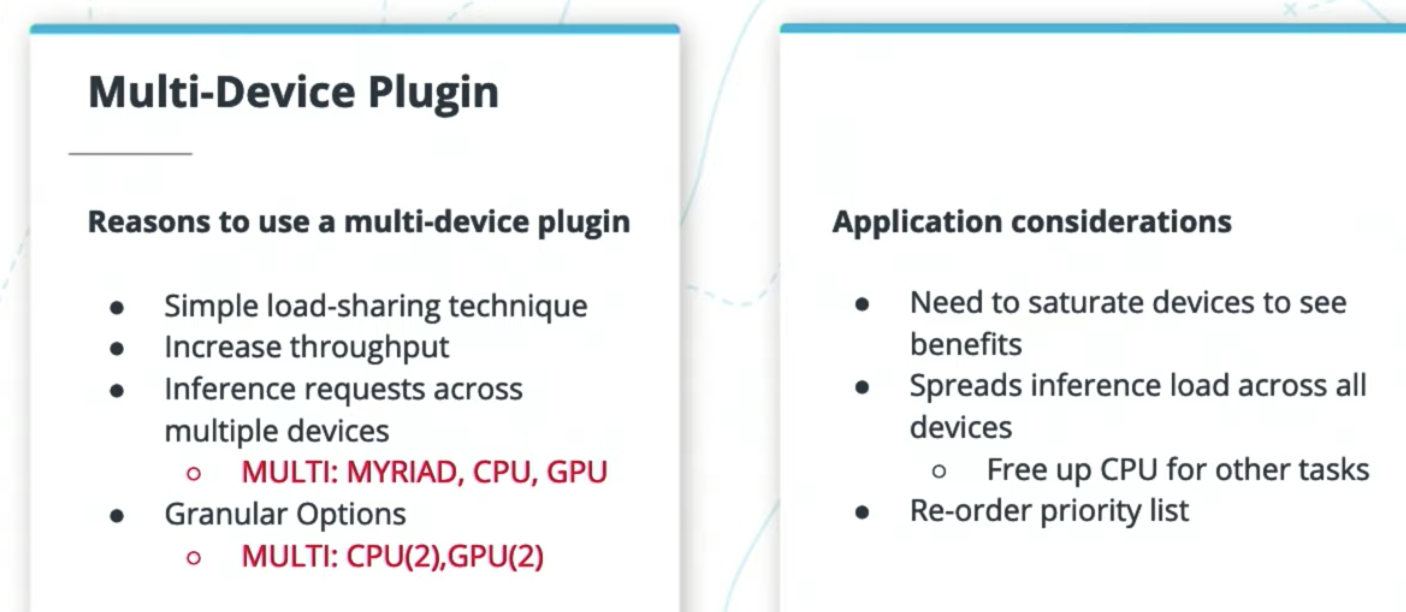 Multi-Device Plugin
Reasons to use a multi-device plugin
● Simple load-sharing technique
● Increase throughput
● Inference requests across
multiple devices
○ MULTI: MYRIAD, CPU, GPU
● Granular Options
○ MULTI: CPU(2),GPU(2)
Application considerations
● Need to saturate devices to see
benefits
● Spreads inference load across all
devices
○ Free up CPU for other tasks
● Re-order priority list